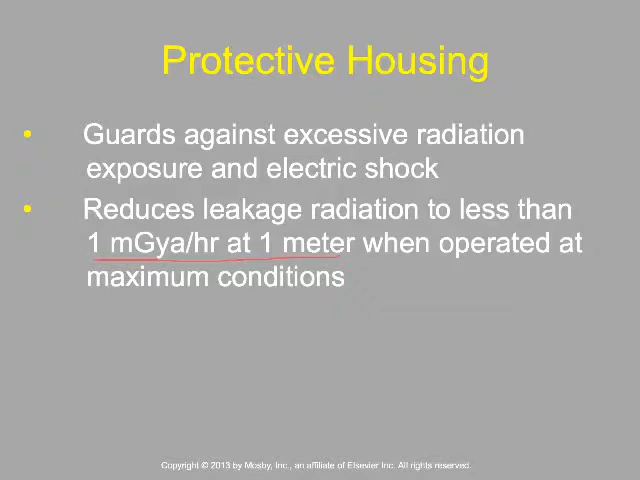 Protective Housing
• Guards against excessive radiation
exposure and electric shock
• Reduces leakage radiation to less than
1 mGya/hr at 1 meter when operated at
maximum conditions
Copyright © 2013 by Mosby, Inc., an affiliate of Elsevier Inc. All rights reserved.